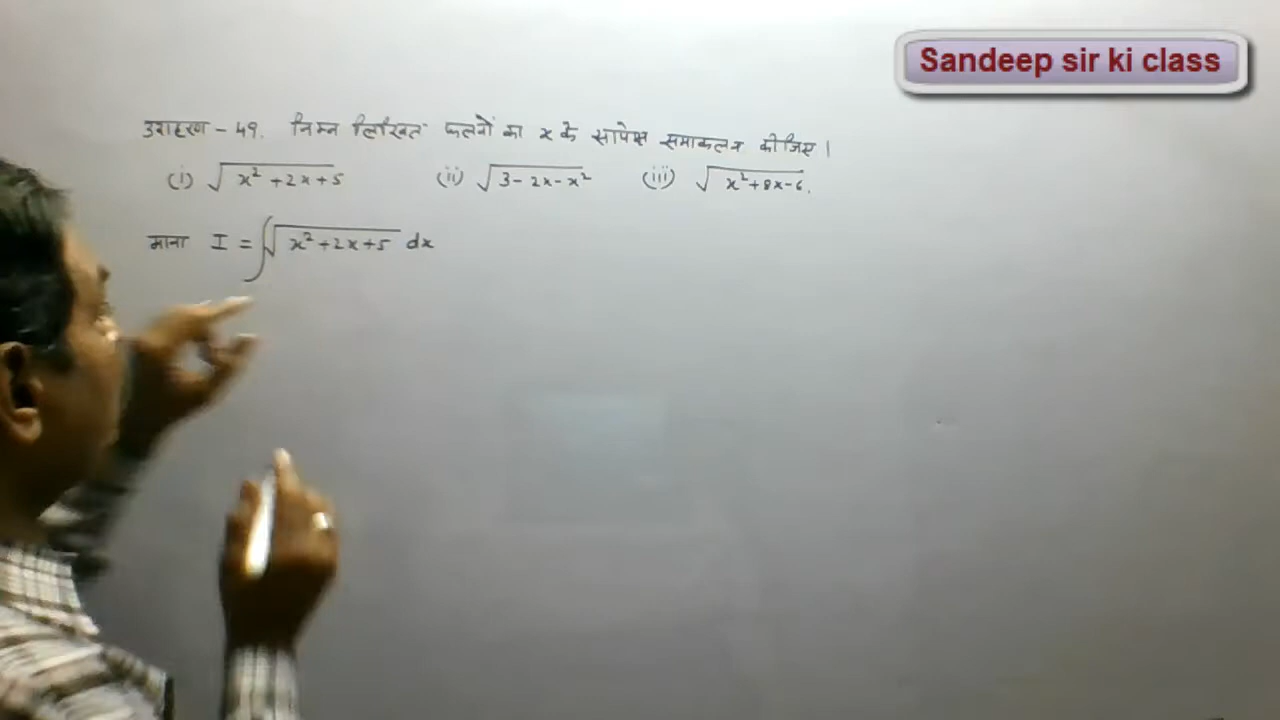 Sandeep sir ki class
उदाहरण - 49. निम्न लिखित फलनों का x के सापेक्ष समाकलन कीजिए।
(i) √(x² + 2x + 5) (ii) √(3 - 2x - x²) (iii) √(x² + 8x - 6).
माना I = ∫√(x² + 2x + 5) dx